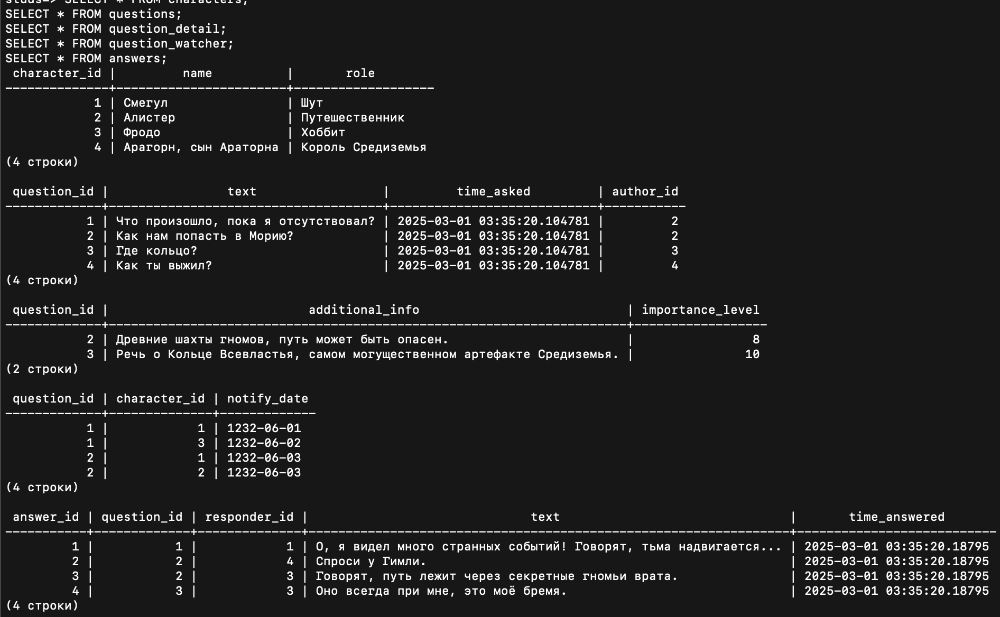 studs=> SELECT * FROM characters;
SELECT * FROM questions;
SELECT * FROM question_detail;
SELECT * FROM question_watcher;
SELECT * FROM answers;
 character_id |         name          |       role
--------------+-----------------------+-------------------
            1 | Смегул                | Шут
            2 | Алистер               | Путешественник
            3 | Фродо                 | Хоббит
            4 | Арагорн, сын Араторна | Король Средиземья
(4 строки)

 question_id |                text                 |         time_asked         | author_id
-------------+-------------------------------------+----------------------------+-----------
           1 | Что произошло, пока я отсутствовал? | 2025-03-01 03:35:20.104781 |         2
           2 | Как нам попасть в Морию?            | 2025-03-01 03:35:20.104781 |         2
           3 | Где кольцо?                         | 2025-03-01 03:35:20.104781 |         3
           4 | Как ты выжил?                       | 2025-03-01 03:35:20.104781 |         4
(4 строки)

 question_id |                           additional_info                            | importance_level
-------------+----------------------------------------------------------------------+------------------
           2 | Древние шахты гномов, путь может быть опасен.                        |                8
           3 | Речь о Кольце Всевластья, самом могущественном артефакте Средиземья. |               10
(2 строки)

 question_id | character_id | notify_date
-------------+--------------+-------------
           1 |            1 | 1232-06-01
           1 |            3 | 1232-06-02
           2 |            1 | 1232-06-03
           2 |            2 | 1232-06-03
(4 строки)

 answer_id | question_id | responder_id |                              text                               |       time_answered
-----------+-------------+--------------+-----------------------------------------------------------------+---------------------------
         1 |           1 |            1 | О, я видел много странных событий! Говорят, тьма надвигается... | 2025-03-01 03:35:20.18795
         2 |           2 |            4 | Спроси у Гимли.                                                 | 2025-03-01 03:35:20.18795
         3 |           2 |            3 | Говорят, путь лежит через секретные гномьи врата.               | 2025-03-01 03:35:20.18795
         4 |           3 |            3 | Оно всегда при мне, это моё бремя.                              | 2025-03-01 03:35:20.18795
(4 строки)